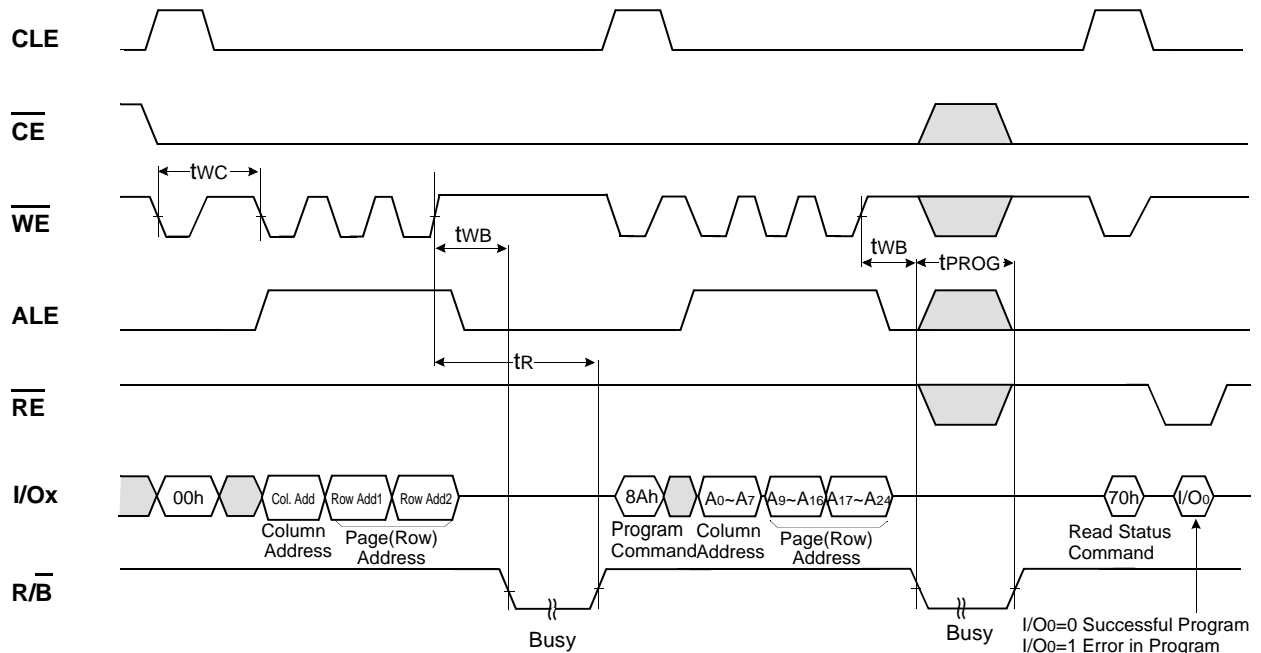 CLE
CE
tWC
WE
tWB
tWB
tPROG
ALE
tR
RE
I/Ox
00h
Col. Add
Row Add1
Row Add2
8Ah
A0~A7
A9~A16
A17~A24
70h
I/O0
Column
Address
Page(Row)
Address
Program
Command
Column
Address
Page(Row)
Address
Read Status
Command
R/B
Busy
Busy
I/O0=0 Successful Program
I/O0=1 Error in Program